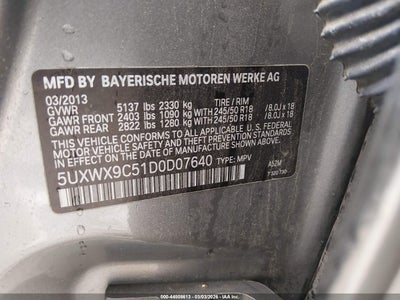 MFD BY BAYERISCHE MOTOREN WERKE AG
03/2013 TIRE / RIM
GVWR 5137 lbs 2330 kg
GAWR FRONT 2403 lbs 1090 kg WITH 245/50 R18 / 8.0J x 18
GAWR REAR 2822 lbs 1280 kg WITH 245/50 R18 / 8.0J x 18
THIS VEHICLE CONFORMS TO ALL APPLICABLE FEDERAL
MOTOR VEHICLE SAFETY, BUMPER AND THEFT PREVENTION
STANDARDS IN EFFECT ON THE DATE OF MANUFACTURE
SHOWN ABOVE.
5UXWX9C51D0D07640 TYPE: MPV